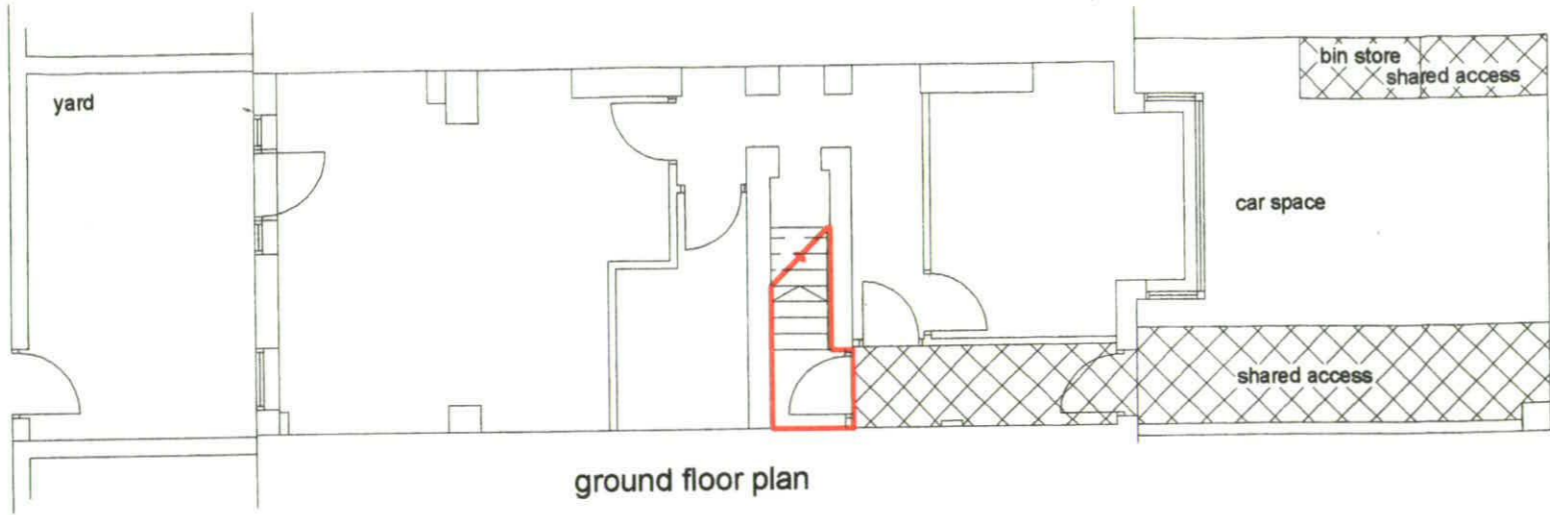 bin store
shared access
yard
car space
shared access
ground floor plan